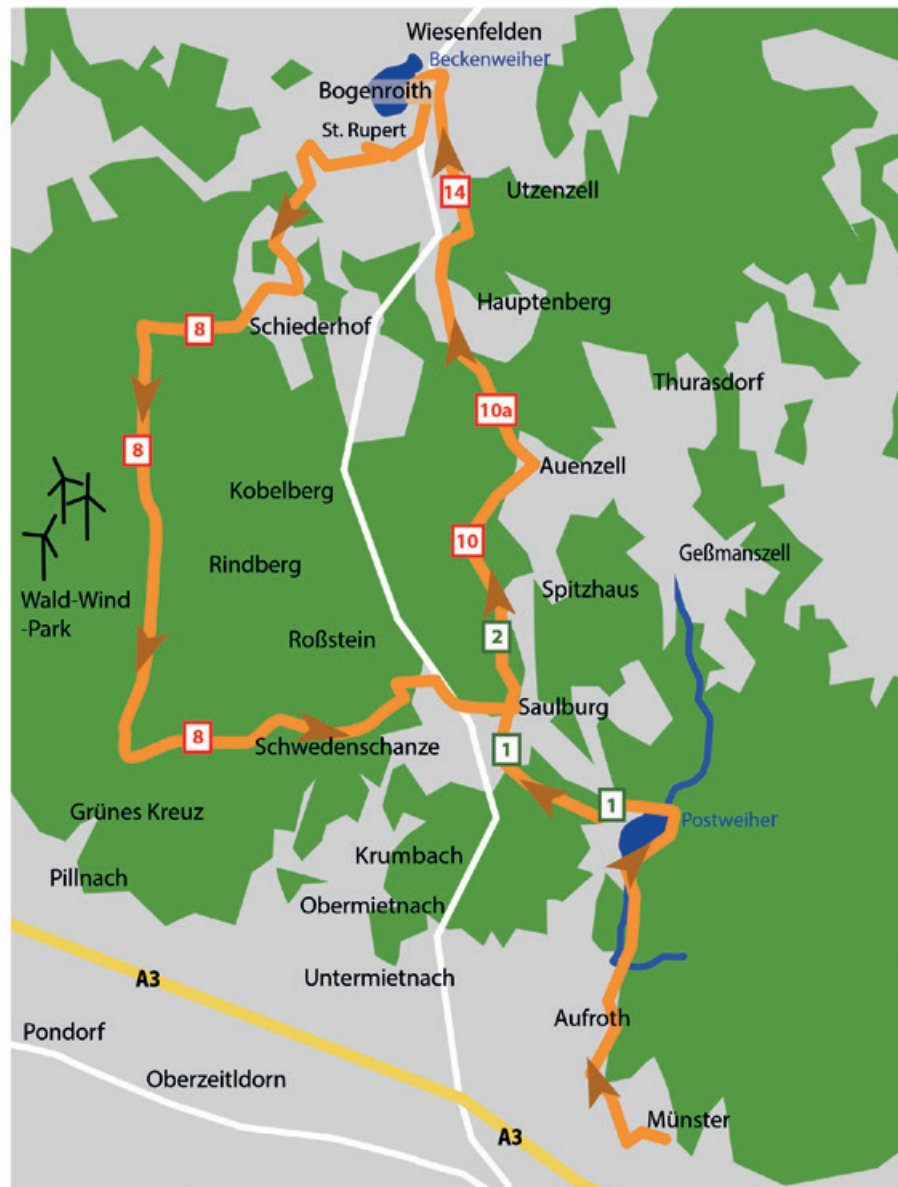 Wiesenfelden
Beckenweiher
Bogenroith
St. Rupert
14
Utzenzell
Hauptenberg
8
Schiederhof
Thurasdorf
10a
8
Auenzell
Kobelberg
10
Geßmanszell
Rindberg
Spitzhaus
Wald-Wind
-Park
Roßstein
2
Saulburg
8
Schwedenschanze
1
1
Grünes Kreuz
Postweiher
Krumbach
Pillnach
Obermietnach
A3
Untermietnach
Aufroth
Pondorf
Oberzeitldorn
Münster
A3